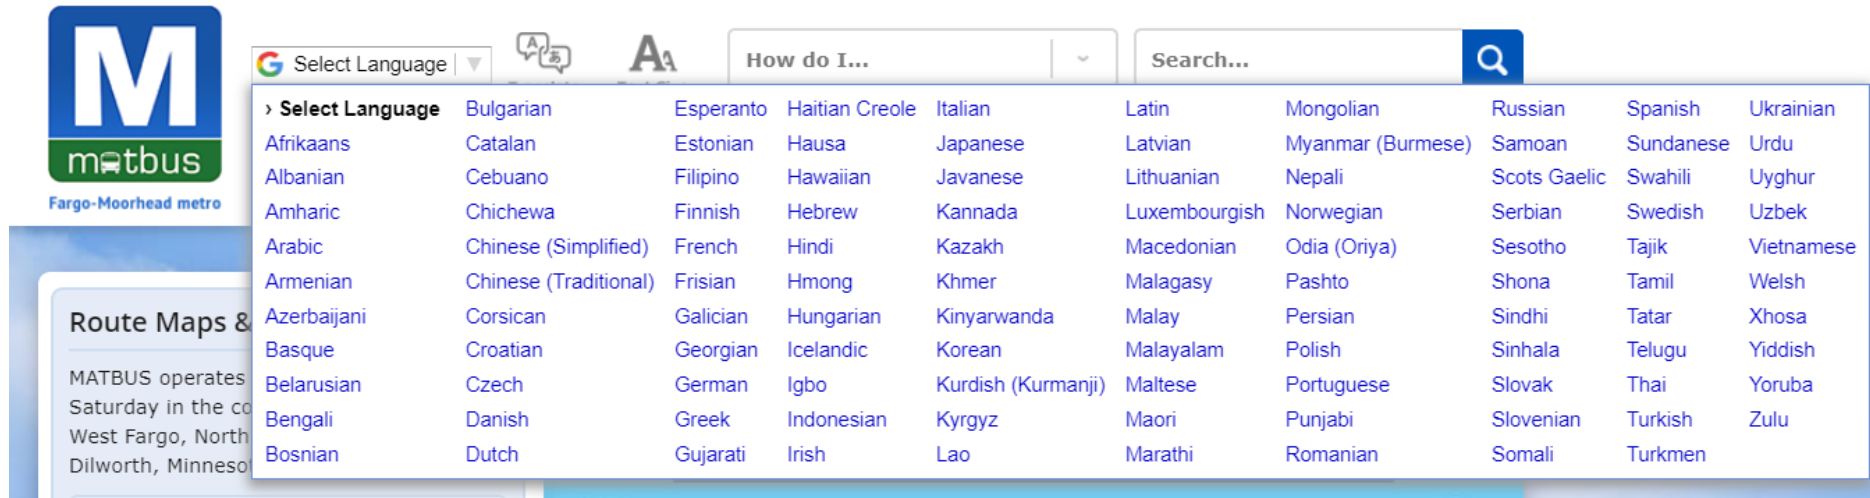 M
matbus
Fargo-Moorhead metro
Select Language
How do I...
Search...
› Select Language
Afrikaans
Albanian
Amharic
Arabic
Armenian
Azerbaijani
Basque
Belarusian
Bengali
Bosnian
Bulgarian
Catalan
Cebuano
Chichewa
Chinese (Simplified)
Chinese (Traditional)
Corsican
Croatian
Czech
Danish
Dutch
Esperanto
Estonian
Filipino
Finnish
French
Frisian
Galician
Georgian
German
Greek
Gujarati
Haitian Creole
Hausa
Hawaiian
Hebrew
Hindi
Hmong
Hungarian
Icelandic
Igbo
Indonesian
Irish
Italian
Japanese
Javanese
Kannada
Kazakh
Khmer
Kinyarwanda
Korean
Kurdish (Kurmanji)
Kyrgyz
Lao
Latin
Latvian
Lithuanian
Luxembourgish
Macedonian
Malagasy
Malay
Malayalam
Maltese
Maori
Marathi
Mongolian
Myanmar (Burmese)
Nepali
Norwegian
Odia (Oriya)
Pashto
Persian
Polish
Portuguese
Punjabi
Romanian
Russian
Samoan
Scots Gaelic
Serbian
Sesotho
Shona
Sindhi
Sinhala
Slovak
Slovenian
Somali
Spanish
Sundanese
Swahili
Swedish
Tajik
Tamil
Tatar
Telugu
Thai
Turkish
Turkmen
Ukrainian
Urdu
Uyghur
Uzbek
Vietnamese
Welsh
Xhosa
Yiddish
Yoruba
Zulu
Route Maps &
MATBUS operates
Saturday in the
West Fargo, North
Dilworth,